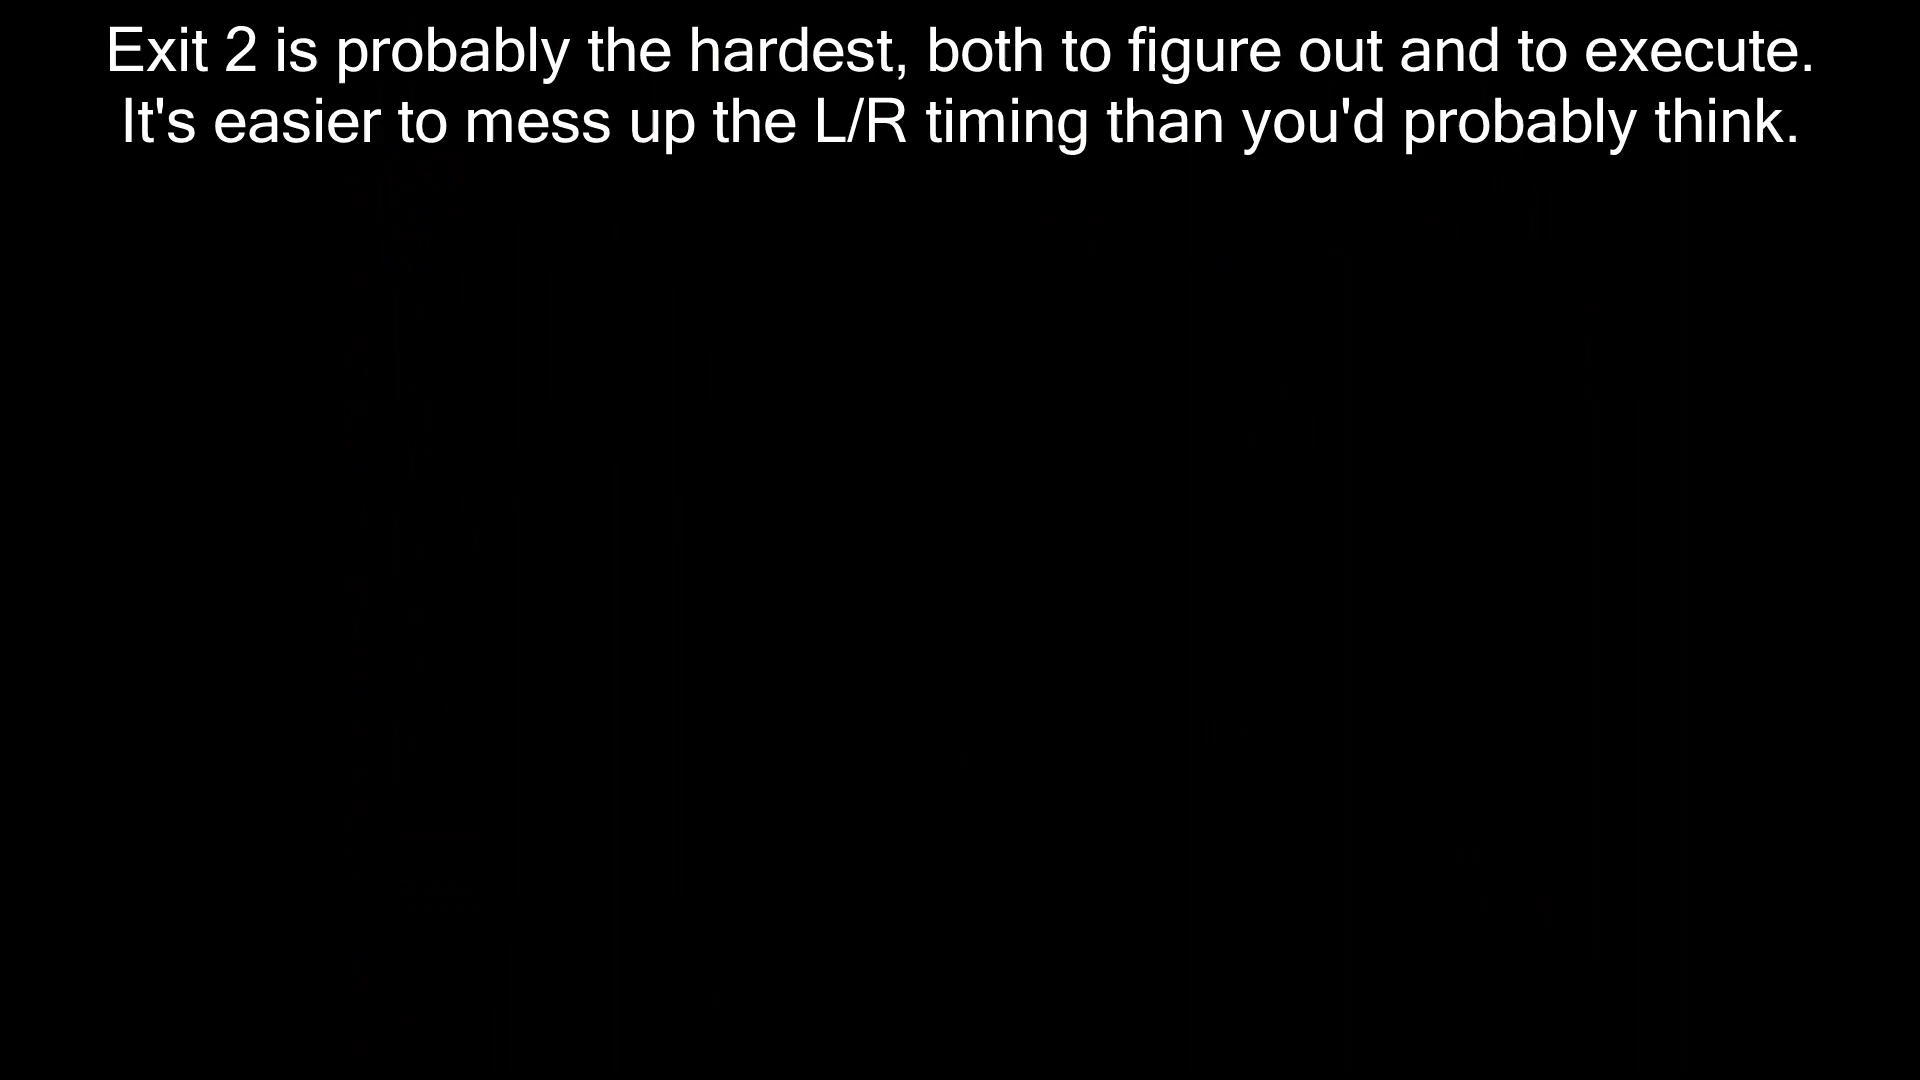 Exit 2 is probably the hardest, both to figure out and to execute.
It's easier to mess up the L/R timing than you'd probably think.